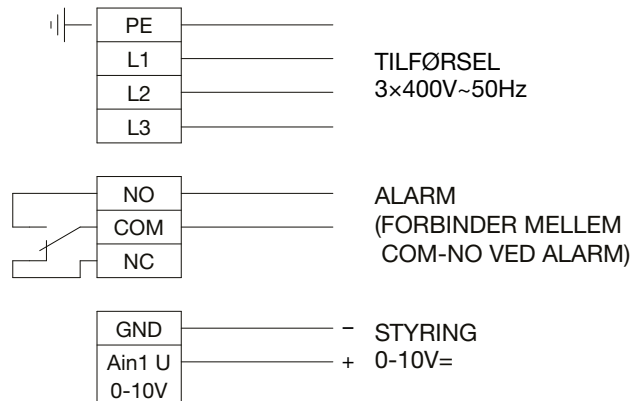 PE
L1
L2
L3
TILFØRSEL
3×400V~50Hz
NO
COM
NC
ALARM
(FORBINDER MELLEM
COM-NO VED ALARM)
GND
Ain1 U
0-10V
−
+
STYRING
0-10V=